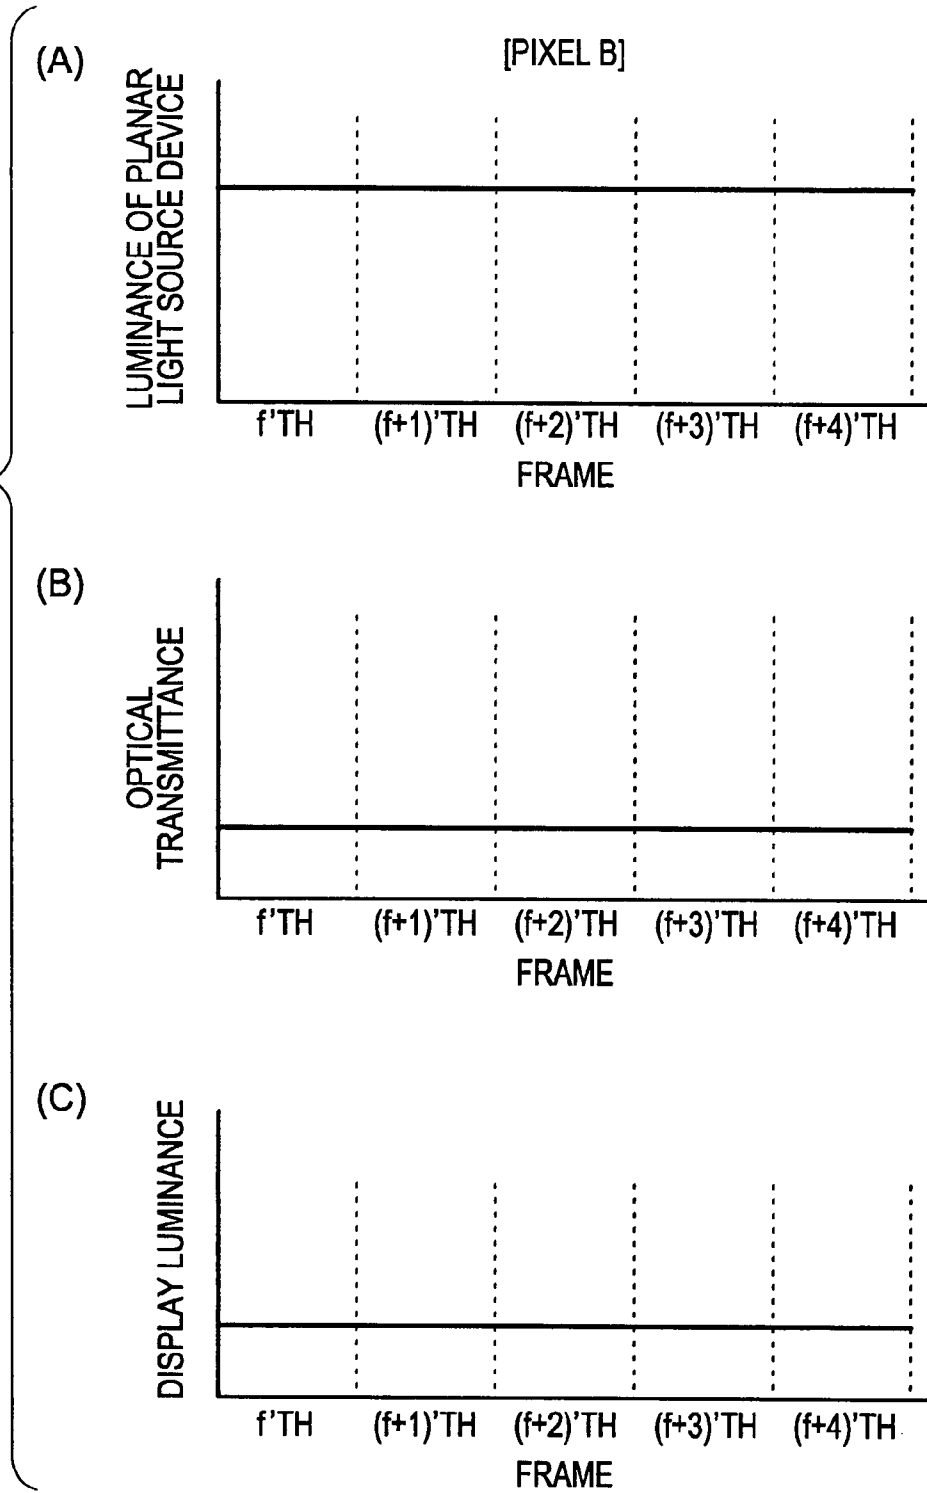 (A)
[PIXEL B]
LUMINANCE OF PLANAR
LIGHT SOURCE DEVICE
f'TH (f+1)'TH (f+2)'TH (f+3)'TH (f+4)'TH
FRAME
(B)
OPTICAL
TRANSMITTANCE
f'TH (f+1)'TH (f+2)'TH (f+3)'TH (f+4)'TH
FRAME
(C)
DISPLAY LUMINANCE
f'TH (f+1)'TH (f+2)'TH (f+3)'TH (f+4)'TH
FRAME